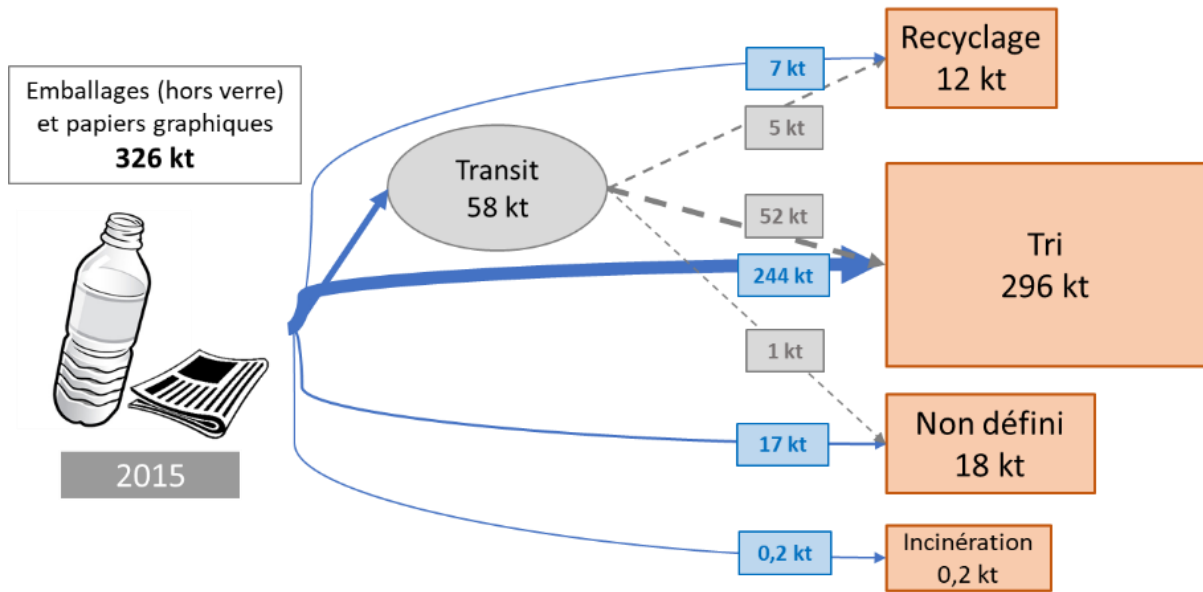 Emballages (hors verre)
et papiers graphiques
326 kt
2015
Transit
58 kt
7 kt
5 kt
52 kt
244 kt
1 kt
17 kt
0,2 kt
Recyclage
12 kt
Tri
296 kt
Non défini
18 kt
Incinération
0,2 kt